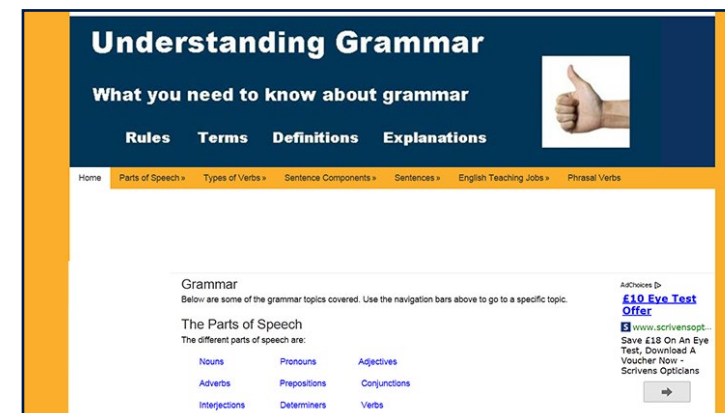 Understanding Grammar
What you need to know about grammar
Rules Terms Definitions Explanations
Home Parts of Speech » Types of Verbs » Sentence Components » Sentences » English Teaching Jobs » Phrasal Verbs
Grammar
Below are some of the grammar topics covered. Use the navigation bars above to go to a specific topic.
The Parts of Speech
The different parts of speech are:
Nouns Pronouns Adjectives
Adverbs Prepositions Conjunctions
Interjections Determiners Verbs
AdChoices
£10 Eye Test
Offer
S www.scrivensopt...
Save £18 On An Eye
Test, Download A
Voucher Now -
Scrivens Opticians